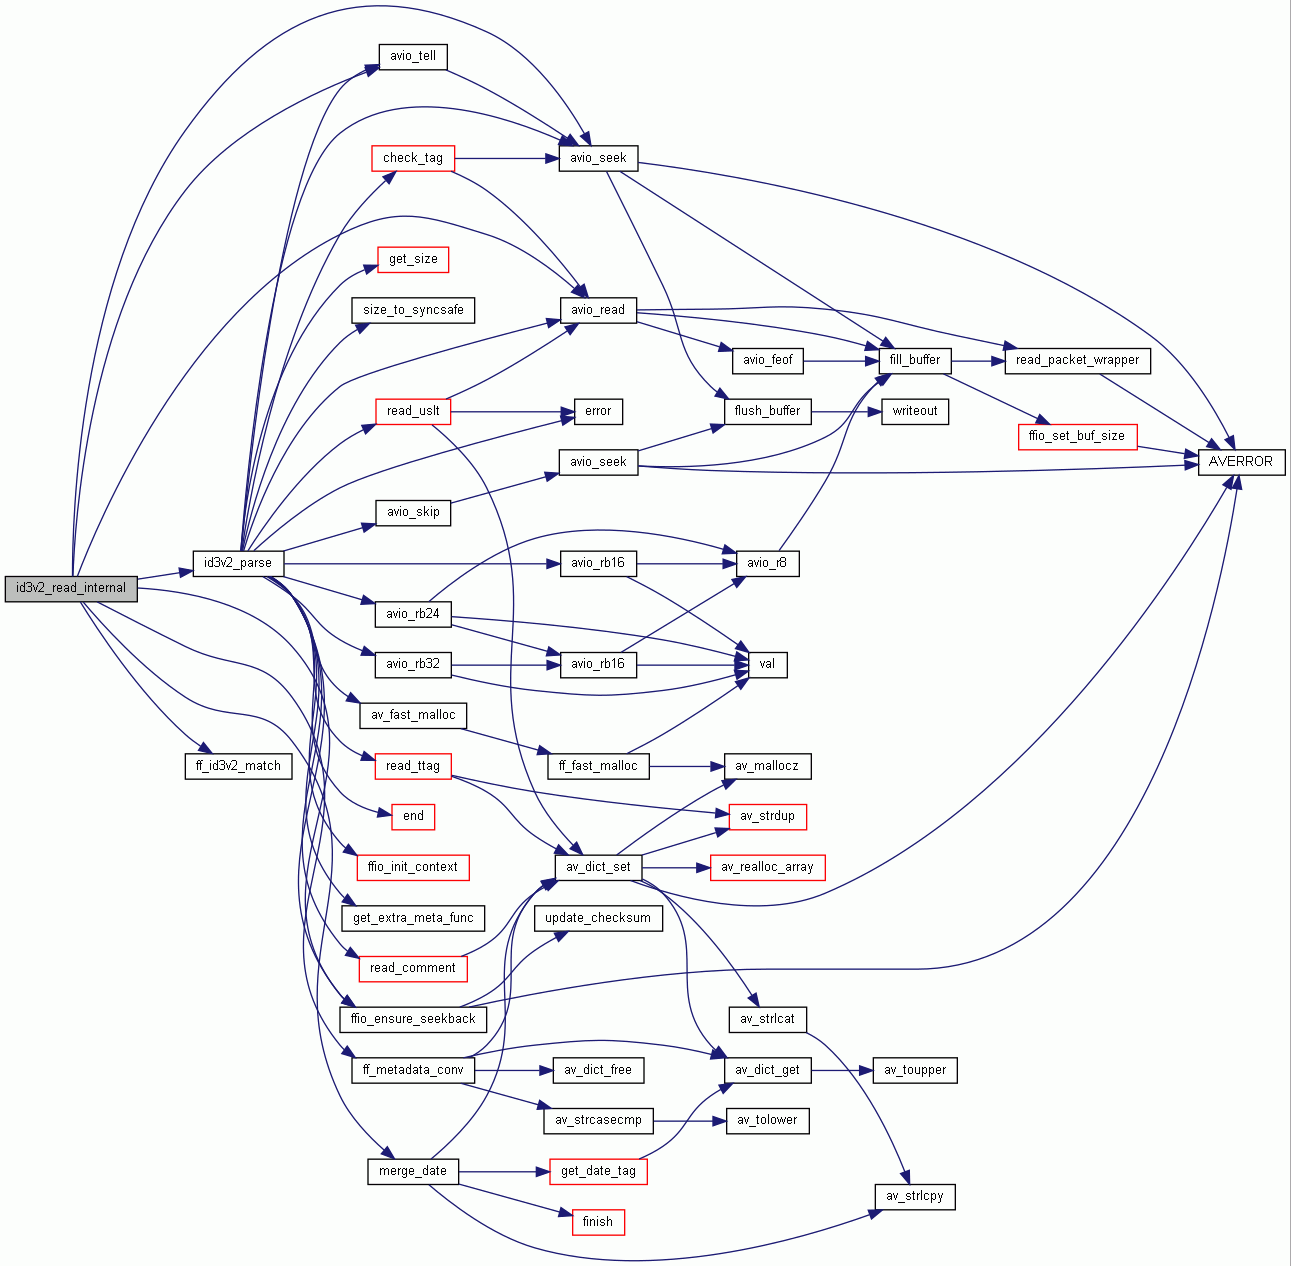 avio_tell
check_tag
avio_seek
get_size
size_to_syncsafe
avio_read
avio_feof
fill_buffer
read_packet_wrapper
read_uslt
error
flush_buffer
writeout
ffio_set_buf_size
avio_seek
AVERROR
avio_skip
id3v2_parse
avio_rb16
avio_r8
id3v2_read_internal
avio_rb24
avio_rb32
avio_rb16
val
av_fast_malloc
ff_id3v2_match
read_ttag
ff_fast_malloc
av_mallocz
end
av_strdup
ffio_init_context
av_dict_set
av_realloc_array
get_extra_meta_func
update_checksum
read_comment
ffio_ensure_seekback
av_strlcat
ff_metadata_conv
av_dict_free
av_dict_get
av_toupper
av_strcasecmp
av_tolower
merge_date
get_date_tag
av_strlcpy
finish